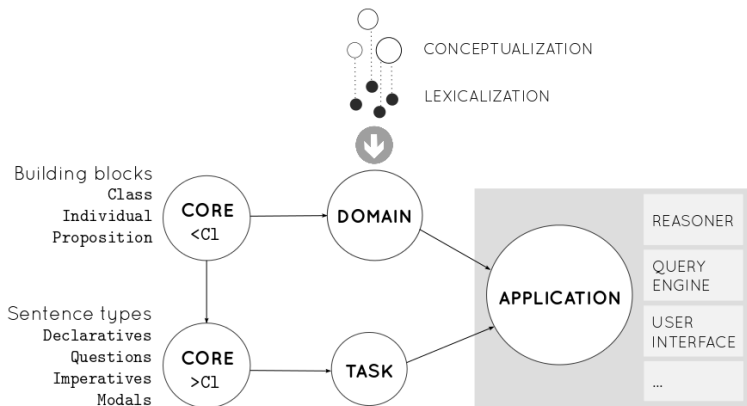 CONCEPTUALIZATION
LEXICALIZATION
Building blocks
Class
Individual
Proposition
CORE
<Cl
DOMAIN
Sentence types
Declaratives
Questions
Imperatives
Modals
CORE
>Cl
TASK
APPLICATION
REASONER
QUERY
ENGINE
USER
INTERFACE
...